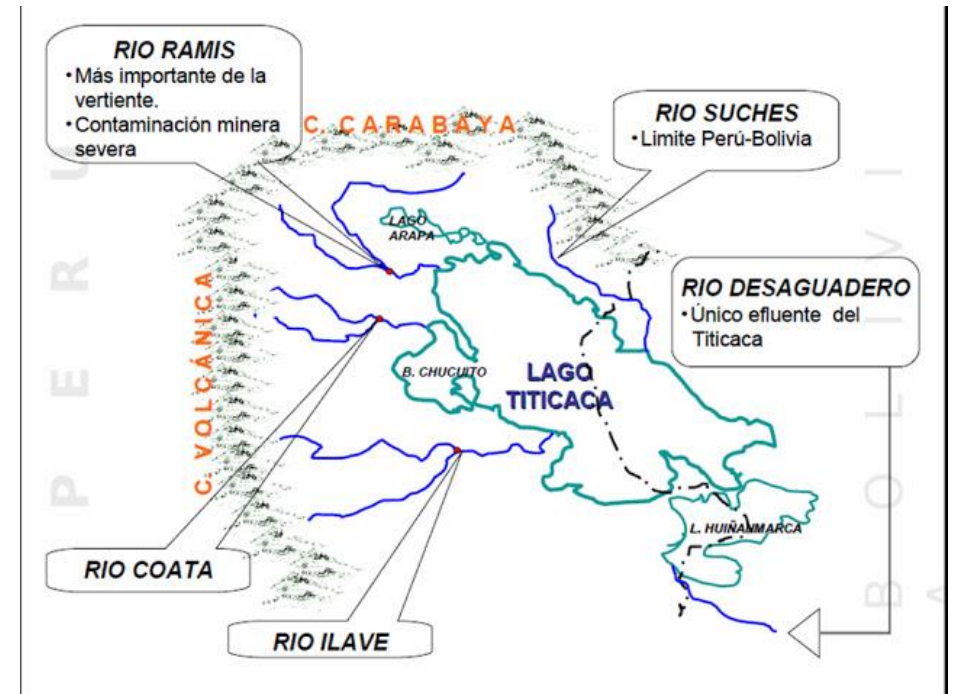 RIO RAMIS
•Más importante de la
vertiente.
•Contaminación minera
severa
C. CARABAYA
RIO SUCHES
•Limite Perú-Bolivia
PERU
LAGO
ARAPA
RIO DESAGUADERO
•Único efluente del
Titicaca
C. VOLCÁNICA
B. CHUCUITO
LAGO
TITICACA
BOLIVIA
L. HUIÑAUMARCA
RIO COATA
RIO ILAVE